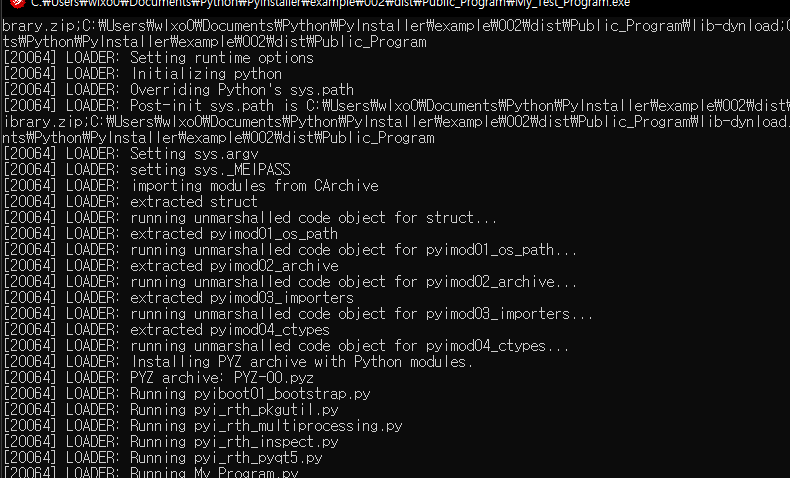 C:₩Users₩wlxo0₩Documents₩Python₩PyInstaller₩example₩002₩dist₩Public_Program₩My_Test_Program.exe
brary.zip;C:₩Users₩wlxo0₩Documents₩Python₩PyInstaller₩example₩002₩dist₩Public_Program₩lib-dynload;C
ts₩Python₩PyInstaller₩example₩002₩dist₩Public_Program
[20064] LOADER: Setting runtime options
[20064] LOADER: Initializing python
[20064] LOADER: Overriding Python's sys.path
[20064] LOADER: Post-init sys.path is C:₩Users₩wlxo0₩Documents₩Python₩PyInstaller₩example₩002₩dist₩
ibrary.zip;C:₩Users₩wlxo0₩Documents₩Python₩PyInstaller₩example₩002₩dist₩Public_Program₩lib-dynload
nts₩Python₩PyInstaller₩example₩002₩dist₩Public_Program
[20064] LOADER: Setting sys.argv
[20064] LOADER: setting sys._MEIPASS
[20064] LOADER: importing modules from CArchive
[20064] LOADER: extracted struct
[20064] LOADER: running unmarshalled code object for struct...
[20064] LOADER: extracted pyimod01_os_path
[20064] LOADER: running unmarshalled code object for pyimod01_os_path...
[20064] LOADER: extracted pyimod02_archive
[20064] LOADER: running unmarshalled code object for pyimod02_archive...
[20064] LOADER: extracted pyimod03_importers
[20064] LOADER: running unmarshalled code object for pyimod03_importers...
[20064] LOADER: extracted pyimod04_ctypes
[20064] LOADER: running unmarshalled code object for pyimod04_ctypes...
[20064] LOADER: Installing PYZ archive with Python modules.
[20064] LOADER: PYZ archive: PYZ-00.pyz
[20064] LOADER: Running pyiboot01_bootstrap.py
[20064] LOADER: Running pyi_rth_pkgutil.py
[20064] LOADER: Running pyi_rth_multiprocessing.py
[20064] LOADER: Running pyi_rth_inspect.py
[20064] LOADER: Running pyi_rth_pyqt5.py
[20064] LOADER: Running My_Program.py